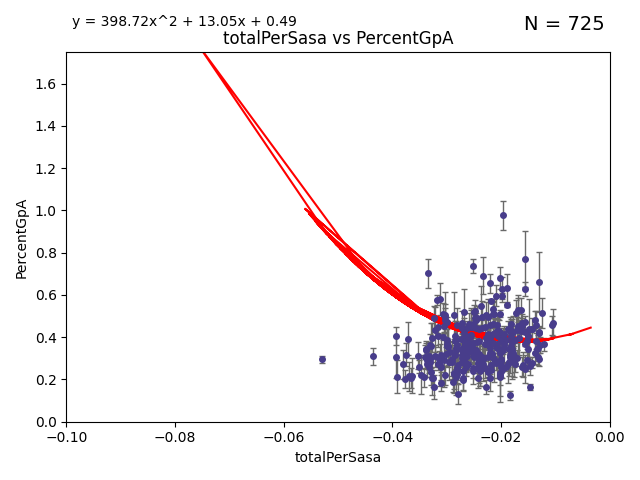 y = 398.72x^2 + 13.05x + 0.49
N = 725
totalPerSasa vs PercentGpA
1.6
1.4
1.2
1.0
0.8
0.6
0.4
0.2
0.0
PercentGpA
−0.10 −0.08 −0.06 −0.04 −0.02 0.00
totalPerSasa